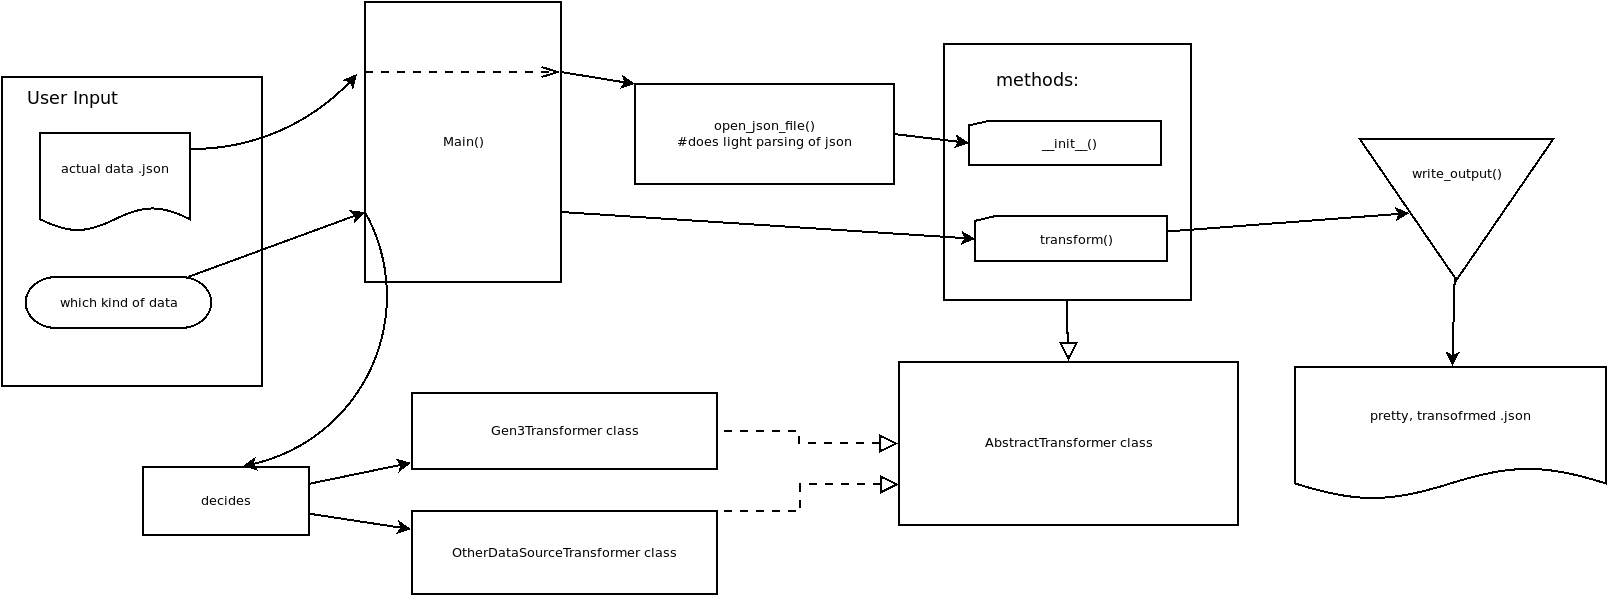 User Input
actual data .json
which kind of data
Main()
open_json_file()
#does light parsing of json
methods:
__init__()
transform()
write_output()
pretty, transofrmed .json
AbstractTransformer class
Gen3Transformer class
OtherDataSourceTransformer class
decides